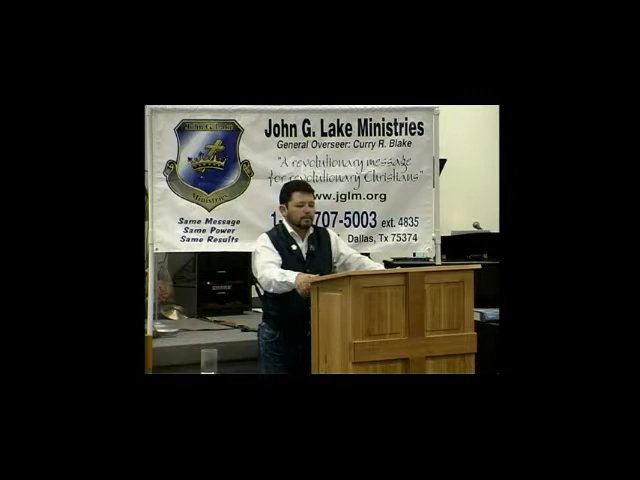 John G. Lake Ministries
General Overseer: Curry R. Blake
"A revolutionary message
for revolutionary Christians"
www.jglm.org
707-5003 ext. 4835
Dallas, Tx 75374
Ministries
Same Message
Same Power
Same Results